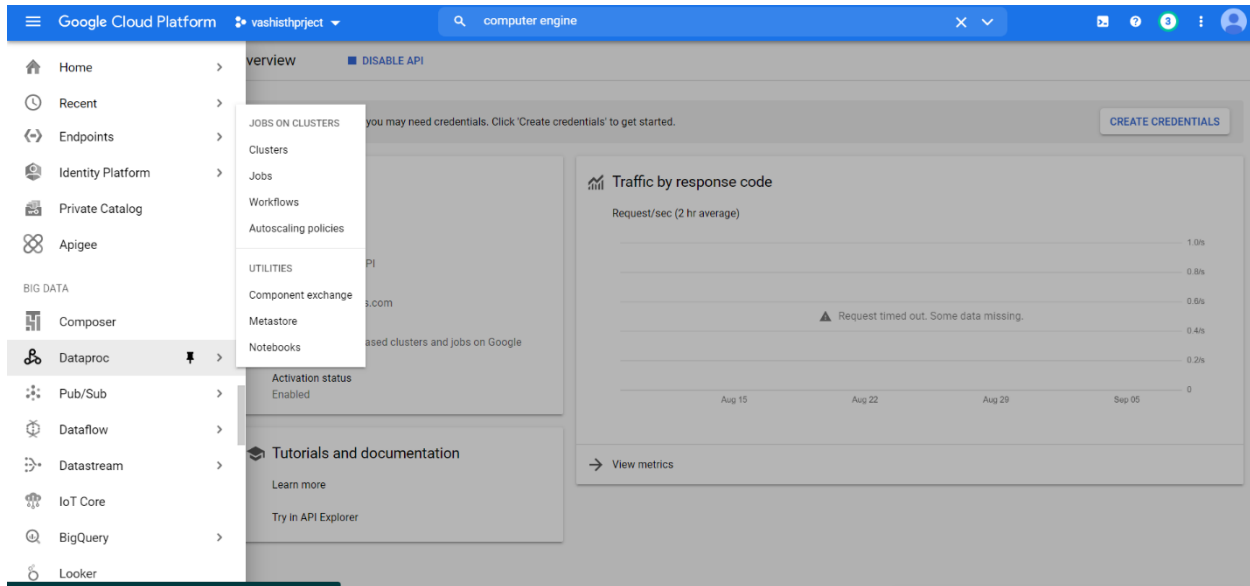 Google Cloud Platform vashisthprject computer engine 3
Home
Recent
Endpoints
Identity Platform
Private Catalog
Apigee
BIG DATA
Composer
Dataproc
Pub/Sub
Dataflow
Datastream
IoT Core
BigQuery
Looker
JOBS ON CLUSTERS
Clusters
Jobs
Workflows
Autoscaling policies
UTILITIES
Component exchange
Metastore
Notebooks
verview DISABLE API
you may need credentials. Click 'Create credentials' to get started. CREATE CREDENTIALS
PI
s.com
ased clusters and jobs on Google
Activation status
Enabled
Tutorials and documentation
Learn more
Try in API Explorer
Traffic by response code
Request/sec (2 hr average)
1.0/s
0.8/s
0.6/s
Request timed out. Some data missing.
0.4/s
0.2/s
0
Aug 15 Aug 22 Aug 29 Sep 05
View metrics